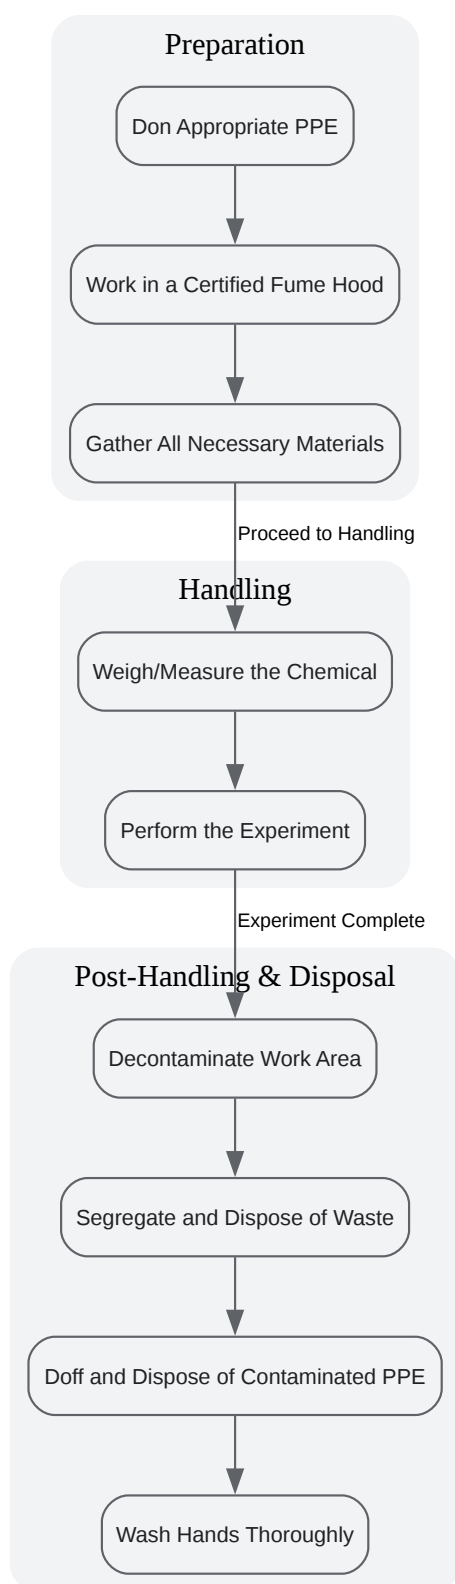 Preparation
Don Appropriate PPE
Work in a Certified Fume Hood
Gather All Necessary Materials
Proceed to Handling
Handling
Weigh/Measure the Chemical
Perform the Experiment
Experiment Complete
Post-Handling & Disposal
Decontaminate Work Area
Segregate and Dispose of Waste
Doff and Dispose of Contaminated PPE
Wash Hands Thoroughly